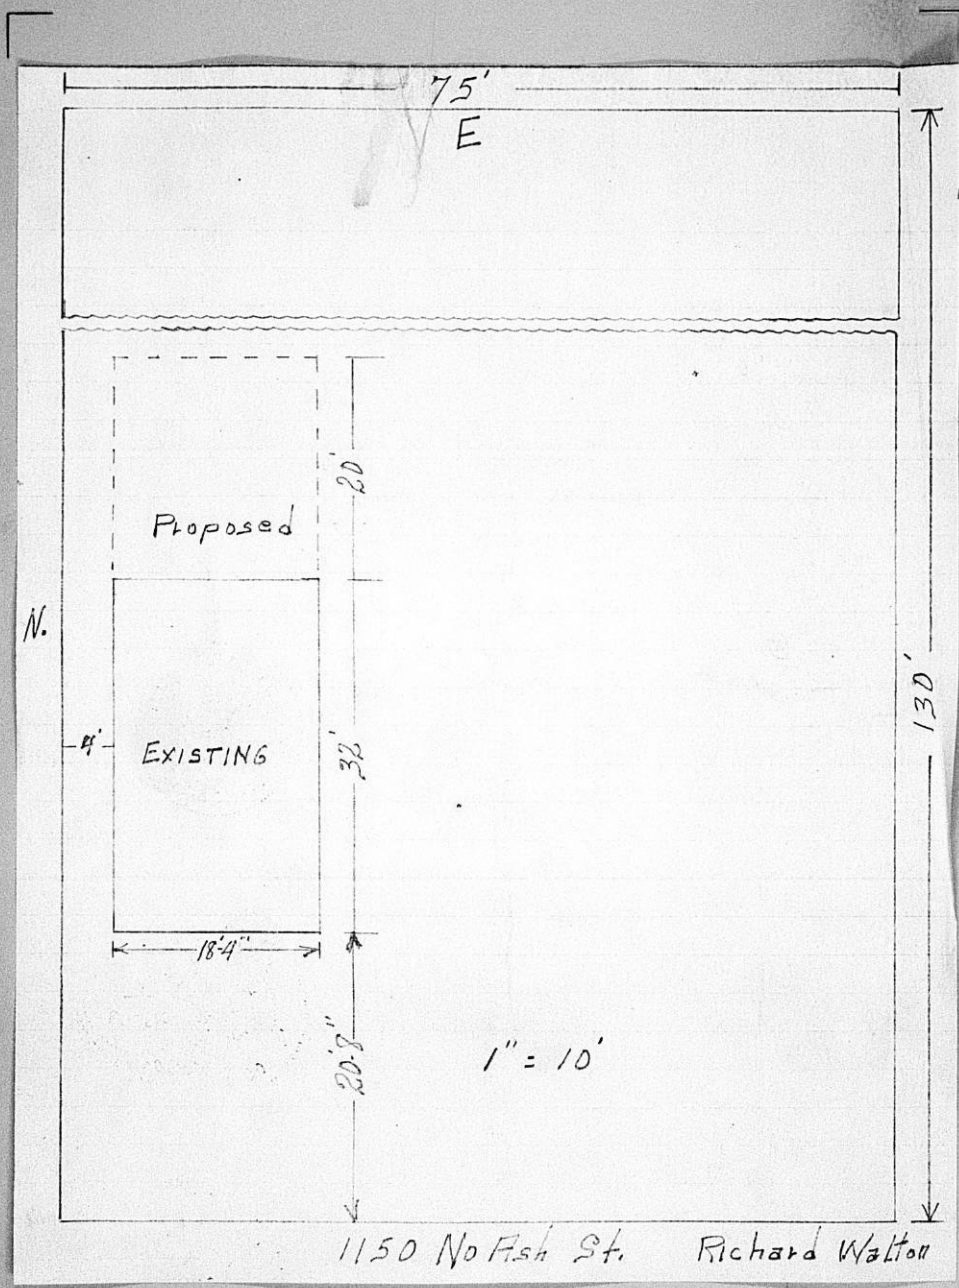 75'
E
20'
Proposed
N.
130'
4'
EXISTING
32'
18'-4"
20'-8"
1" = 10'
1150 No Ash St. Richard Walton